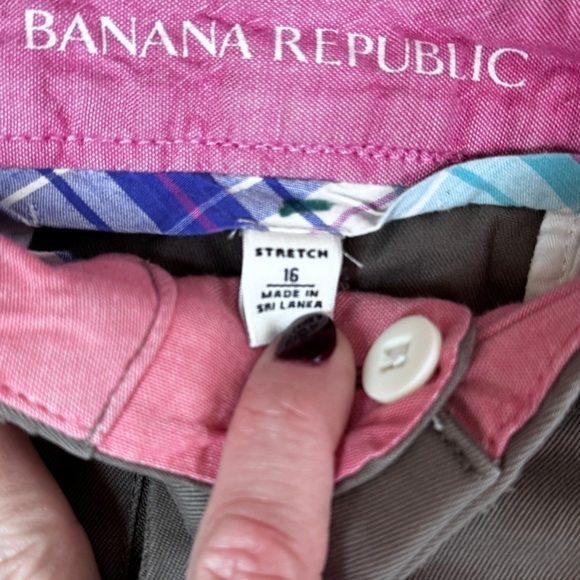 BANANA REPUBLIC
STRETCH
16
MADE IN
SRI LANKA